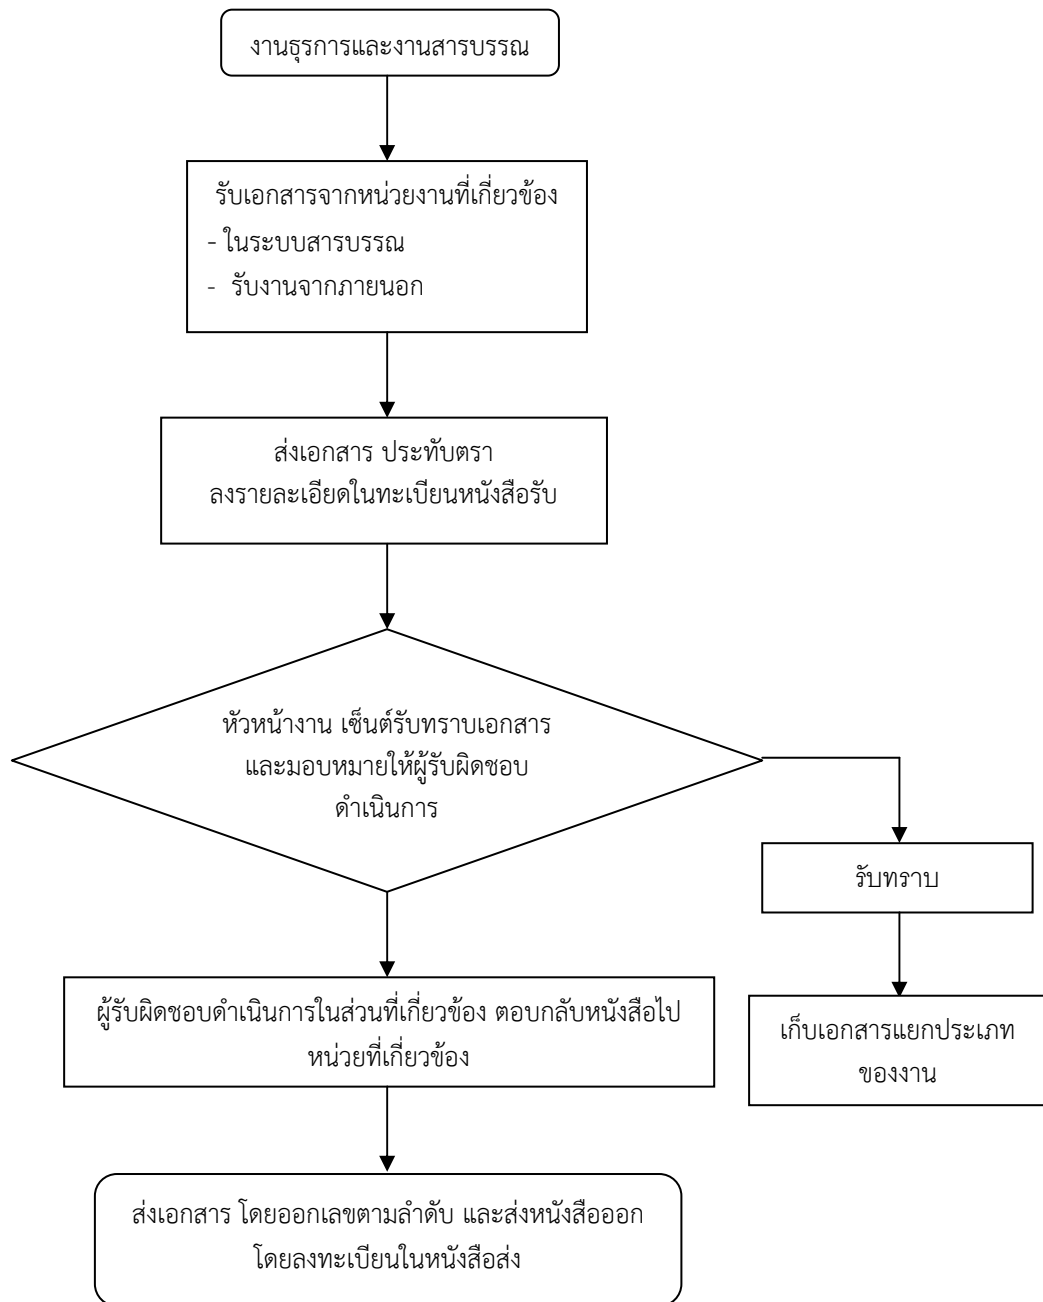 งานธุรการและงานสารบรรณ
รับเอกสารจากหน่วยงานที่เกี่ยวข้อง
- ในระบบสารบรรณ
- รับงานจากภายนอก
ส่งเอกสาร ประทับตรา
ลงรายละเอียดในทะเบียนหนังสือรับ
หัวหน้างาน เซ็นต์รับทราบเอกสาร
และมอบหมายให้ผู้รับผิดชอบ
ดำเนินการ
รับทราบ
ผู้รับผิดชอบดำเนินการในส่วนที่เกี่ยวข้อง ตอบกลับหนังสือไป
หน่วยที่เกี่ยวข้อง
เก็บเอกสารแยกประเภท
ของงาน
ส่งเอกสาร โดยออกเลขตามลำดับ และส่งหนังสือออก
โดยลงทะเบียนในหนังสือส่ง